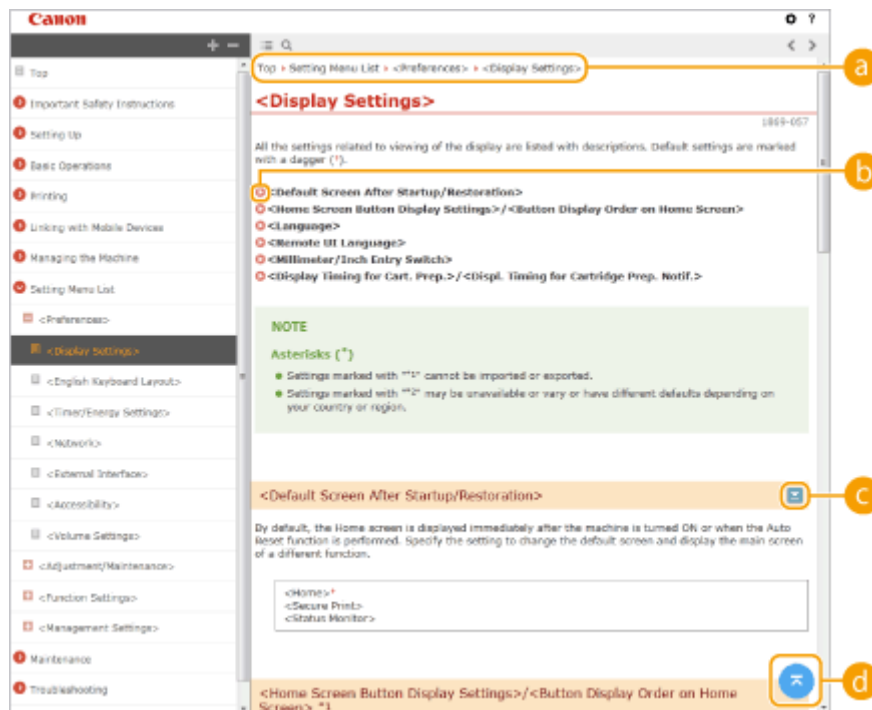 Canon
?
+ −
< >
Top › Setting Menu List › <Preferences> › <Display Settings>
a
Top
Important Safety Instructions
Setting Up
Basic Operations
Printing
Linking with Mobile Devices
Managing the Machine
Setting Menu List
<Preferences>
<Display Settings>
<English Keyboard Layout>
<Timer/Energy Settings>
<Network>
<External Interface>
<Accessibility>
<Volume Settings>
<Adjustment/Maintenance>
<Function Settings>
<Management Settings>
Maintenance
Troubleshooting
<Display Settings>
1869-057
All the settings related to viewing of the display are listed with descriptions. Default settings are marked
with a dagger (†).
b
<Default Screen After Startup/Restoration>
<Home Screen Button Display Settings>/<Button Display Order on Home Screen>
<Language>
<Remote UI Language>
<Millimeter/Inch Entry Switch>
<Display Timing for Cart. Prep.>/<Displ. Timing for Cartridge Prep. Notif.>
NOTE
Asterisks (*)
Settings marked with "*1" cannot be imported or exported.
Settings marked with "*2" may be unavailable or vary or have different defaults depending on
your country or region.
<Default Screen After Startup/Restoration>
c
By default, the Home screen is displayed immediately after the machine is turned ON or when the Auto
Reset function is performed. Specify the setting to change the default screen and display the main screen
of a different function.
<Home>†
<Secure Print>
<Status Monitor>
d
<Home Screen Button Display Settings>/<Button Display Order on Home
Screen> *1